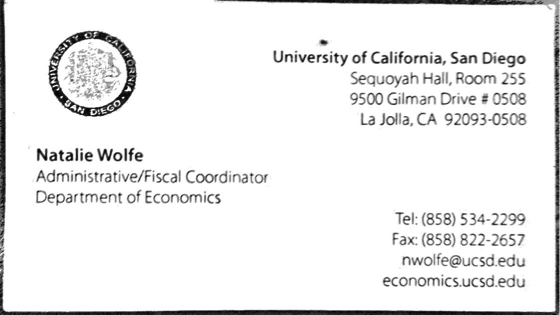 UNIVERSITY OF CALIFORNIA
SAN DIEGO
University of California, San Diego
Sequoyah Hall, Room 255
9500 Gilman Drive # 0508
La Jolla, CA 92093-0508
Natalie Wolfe
Administrative/Fiscal Coordinator
Department of Economics
Tel: (858) 534-2299
Fax: (858) 822-2657
nwolfe@ucsd.edu
economics.ucsd.edu